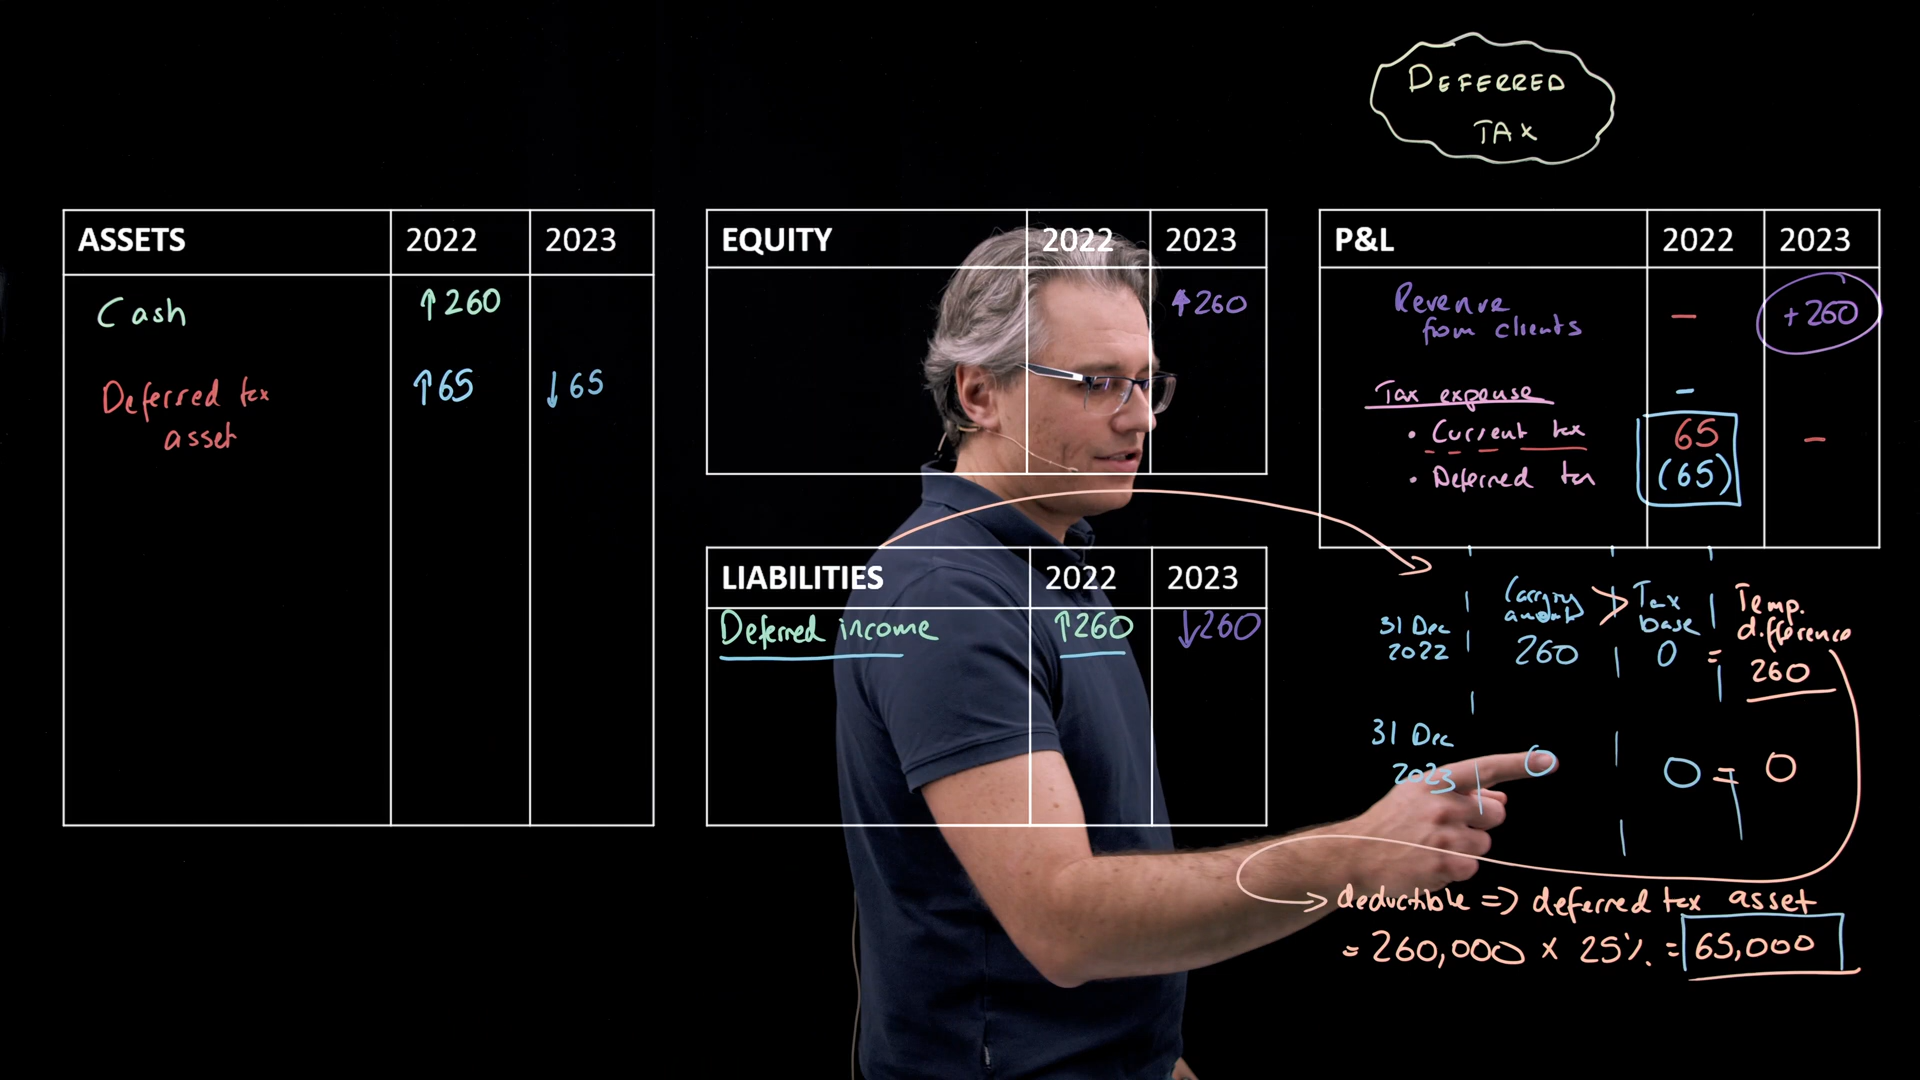 DEFERRED
TAX
ASSETS 2022 2023
Cash ↑260
Deferred tax ↑65 ↓65
asset
EQUITY 2022 2023
↑260
LIABILITIES 2022 2023
Deferred income ↑260 ↓260
P&L 2022 2023
Revenue
from clients – +260
Tax expense –
• Current tax 65 –
• Deferred tax (65)
Carrying
amount > Tax
base
Temp.
difference
31 Dec
2022 260 0 = 260
31 Dec
2023 0 0 = 0
deductible => deferred tax asset
= 260,000 × 25% = 65,000